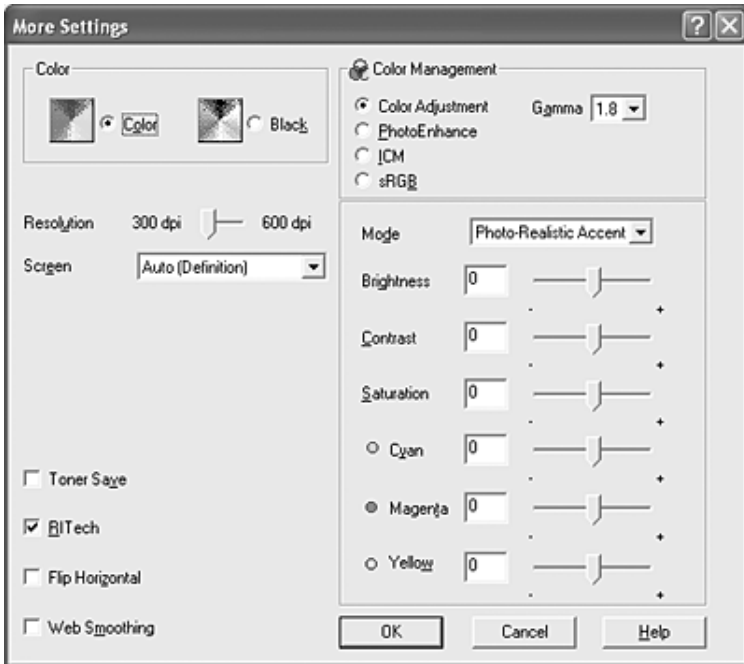 More Settings
Color
Color
Black
Resolution 300 dpi 600 dpi
Screen Auto (Definition)
Toner Save
RITech
Flip Horizontal
Web Smoothing
Color Management
Color Adjustment
PhotoEnhance
ICM
sRGB
Gamma 1.8
Mode Photo-Realistic Accent
Brightness 0
- +
Contrast 0
- +
Saturation 0
- +
Cyan 0
- +
Magenta 0
- +
Yellow 0
- +
OK Cancel Help